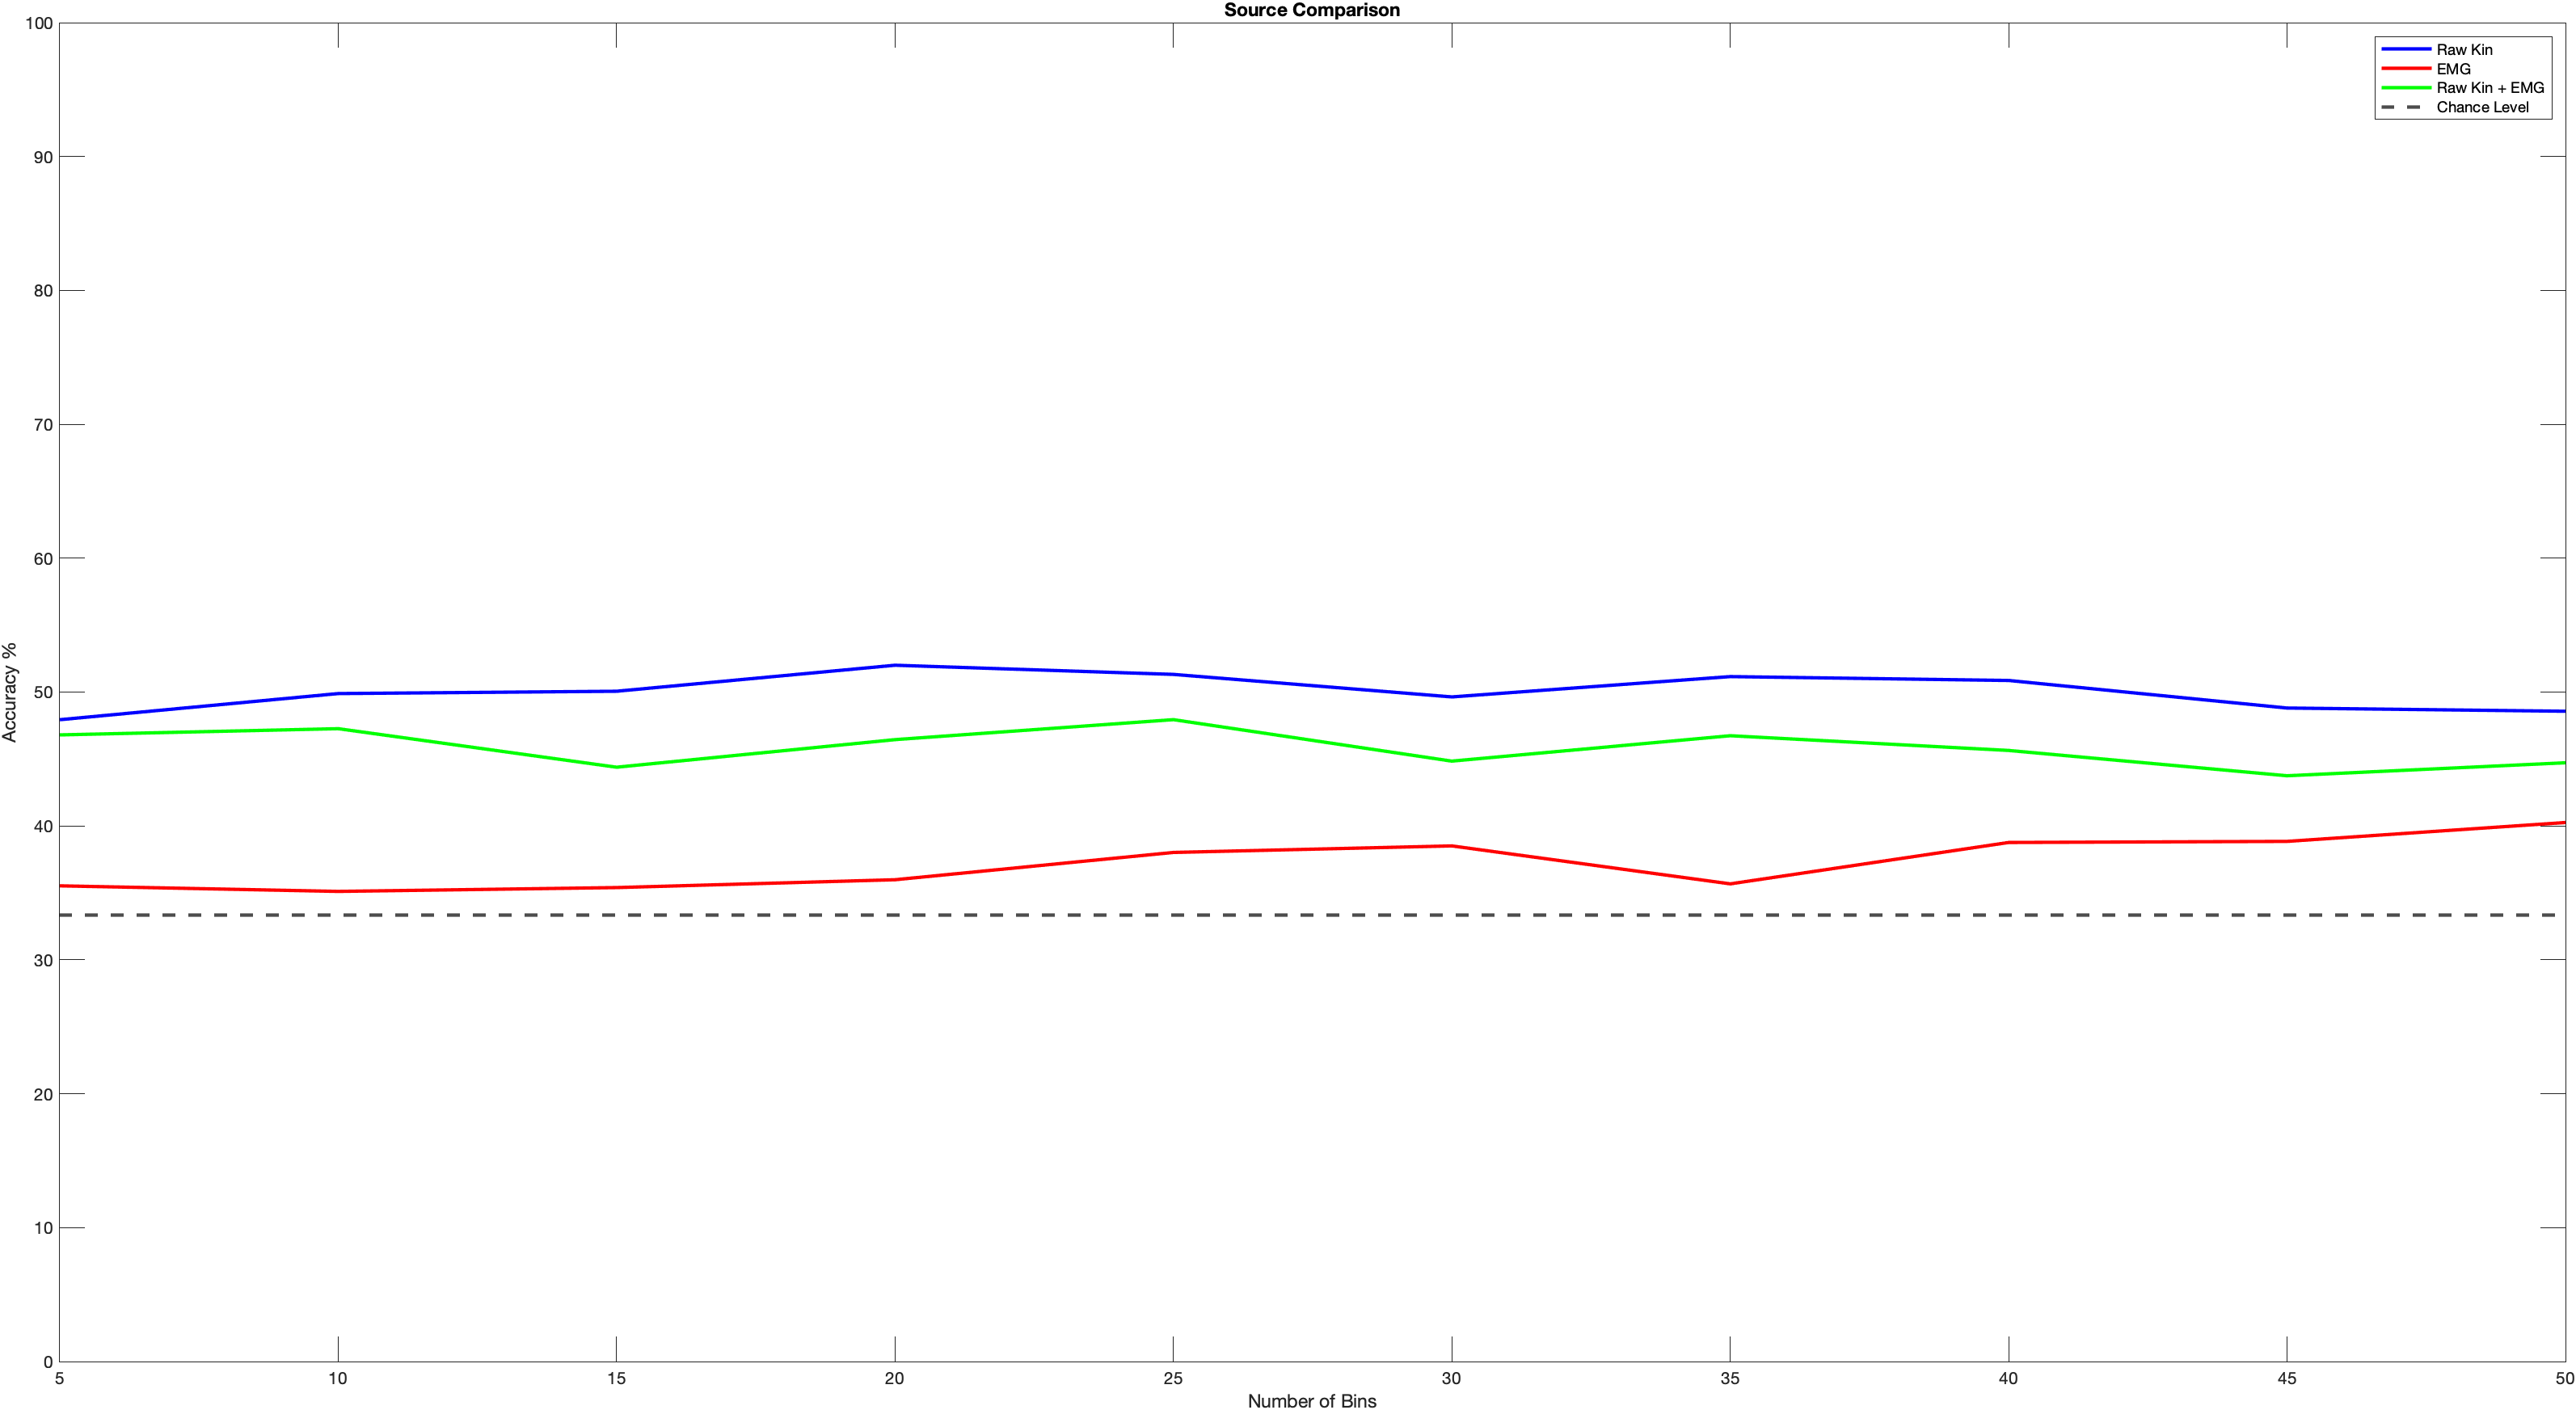 Source Comparison
100
90
80
70
60
50
40
30
20
10
0
Accuracy %
Raw Kin
EMG
Raw Kin + EMG
Chance Level
5 10 15 20 25 30 35 40 45 50
Number of Bins